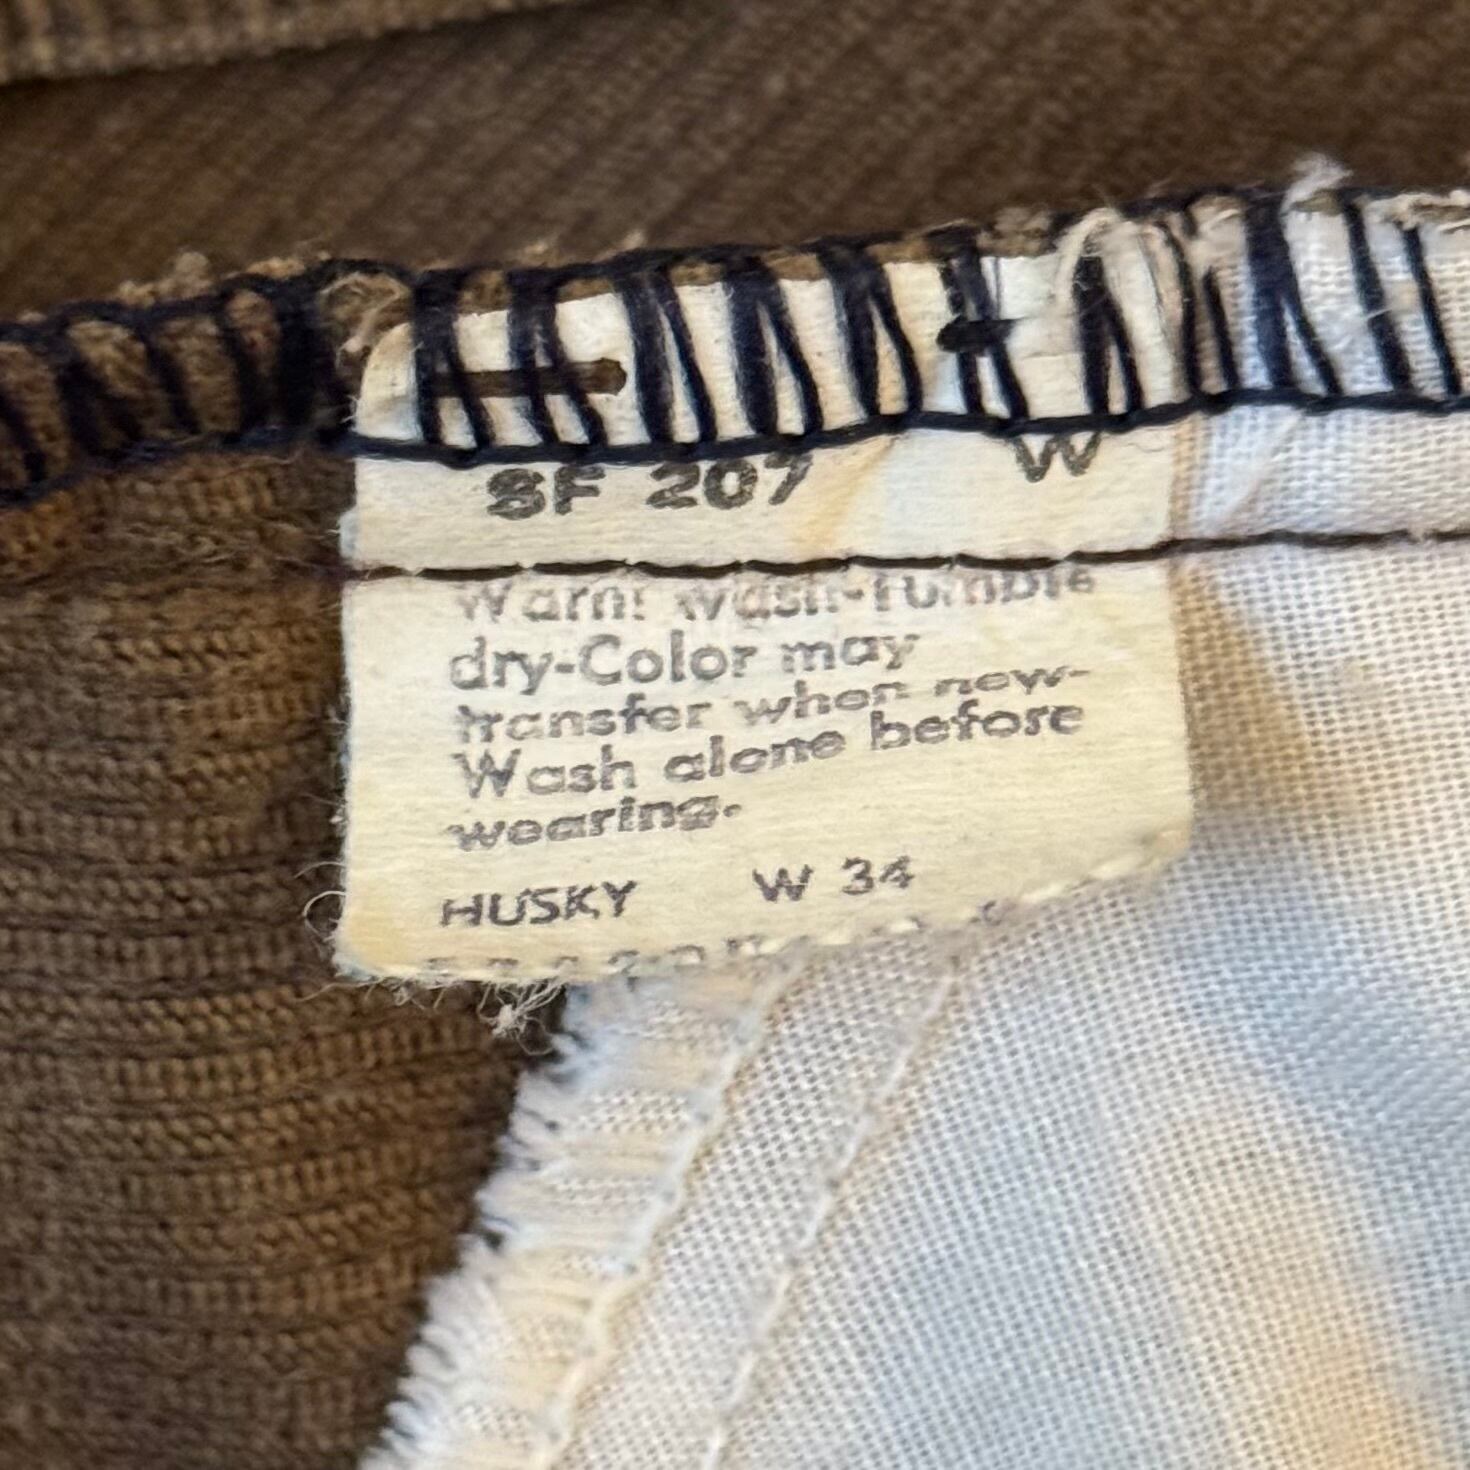 SF 207 W
Warm wash-Tumble
dry-Color may
transfer when new-
Wash alone before
wearing.
HUSKY W 34